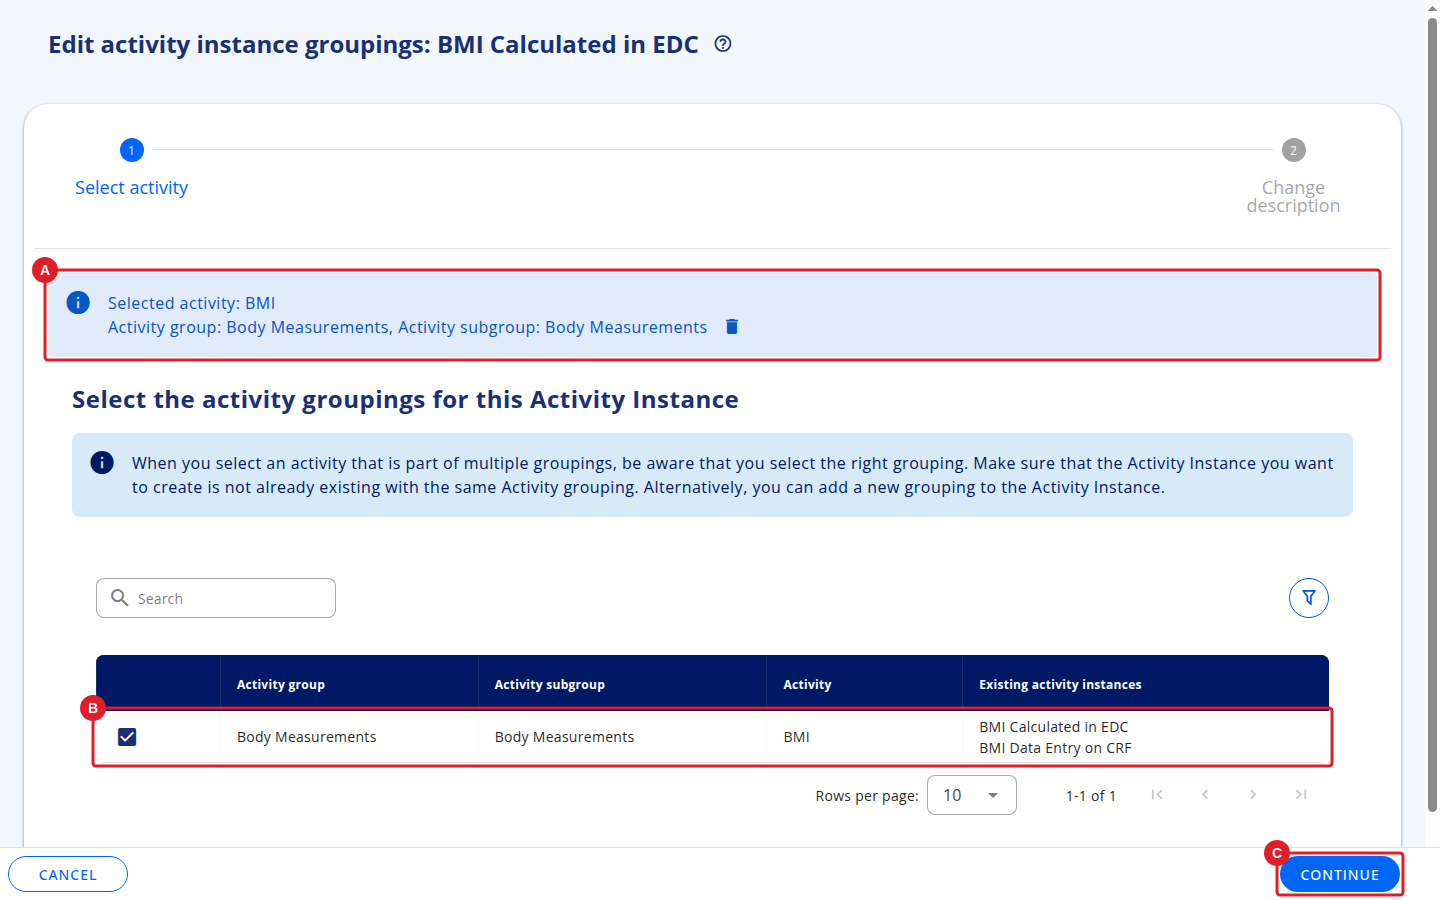 Edit activity instance groupings: BMI Calculated in EDC
1
2
Select activity
Change
description
A
Selected activity: BMI
Activity group: Body Measurements, Activity subgroup: Body Measurements
Select the activity groupings for this Activity Instance
When you select an activity that is part of multiple groupings, be aware that you select the right grouping. Make sure that the Activity Instance you want
to create is not already existing with the same Activity grouping. Alternatively, you can add a new grouping to the Activity Instance.
Search
Activity group Activity subgroup Activity Existing activity instances
B
Body Measurements Body Measurements BMI BMI Calculated in EDC
BMI Data Entry on CRF
Rows per page: 10 1-1 of 1
C
CANCEL CONTINUE